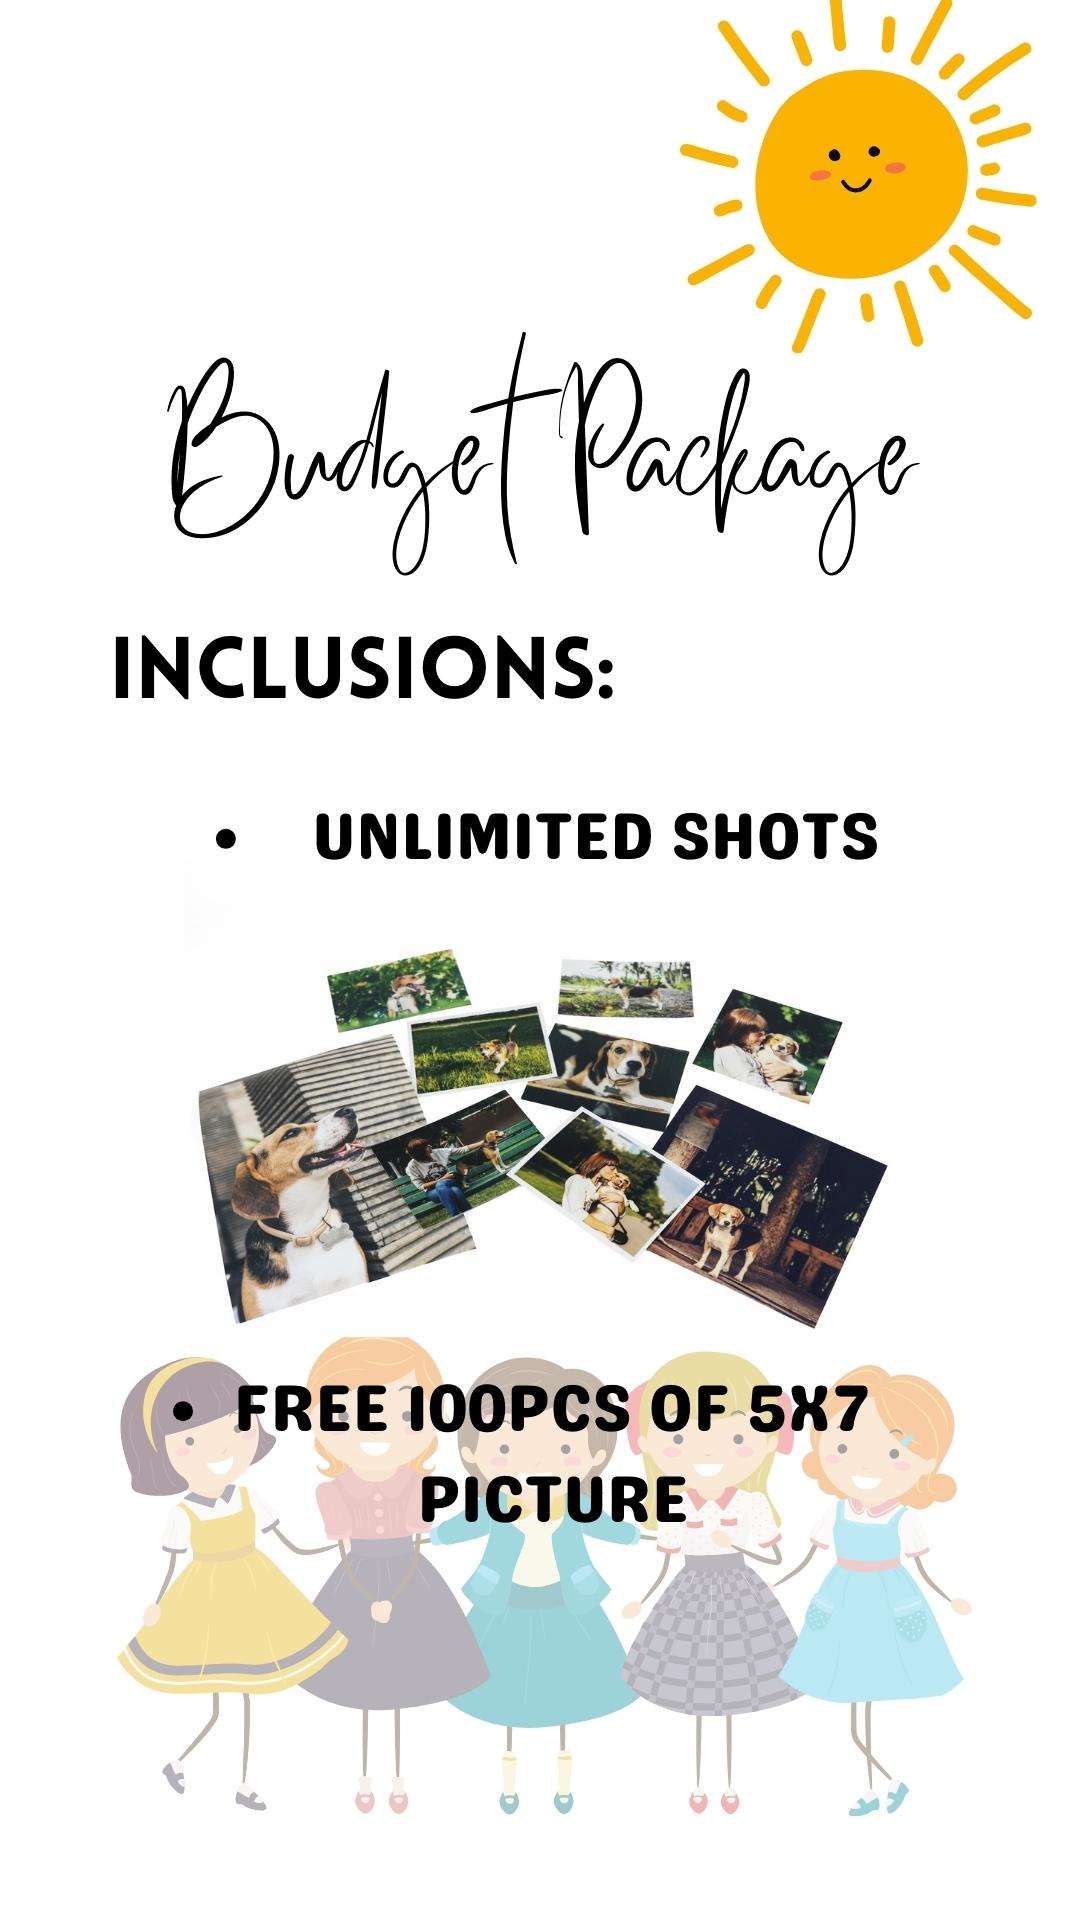 Budget Package
INCLUSIONS:
• UNLIMITED SHOTS
• FREE 100PCS OF 5X7
PICTURE